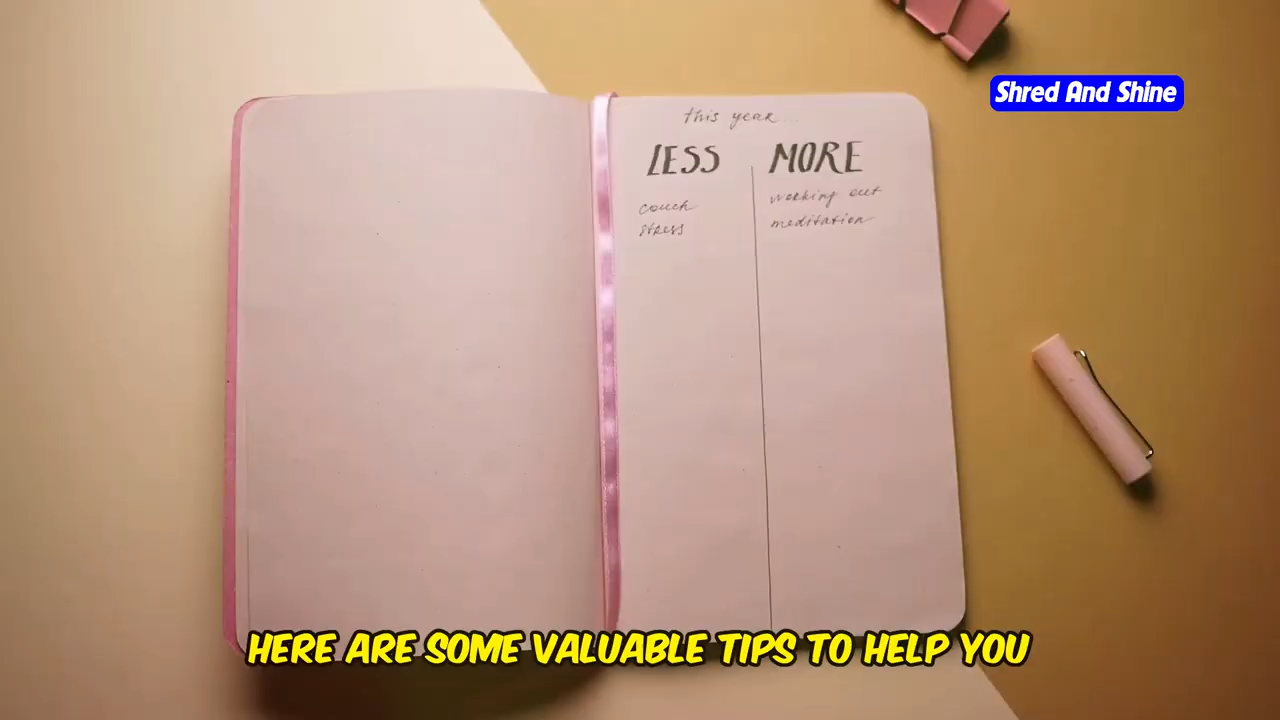 Shred And Shine
this year...
LESS MORE
couch working out
stress meditation
HERE ARE SOME VALUABLE TIPS TO HELP YOU